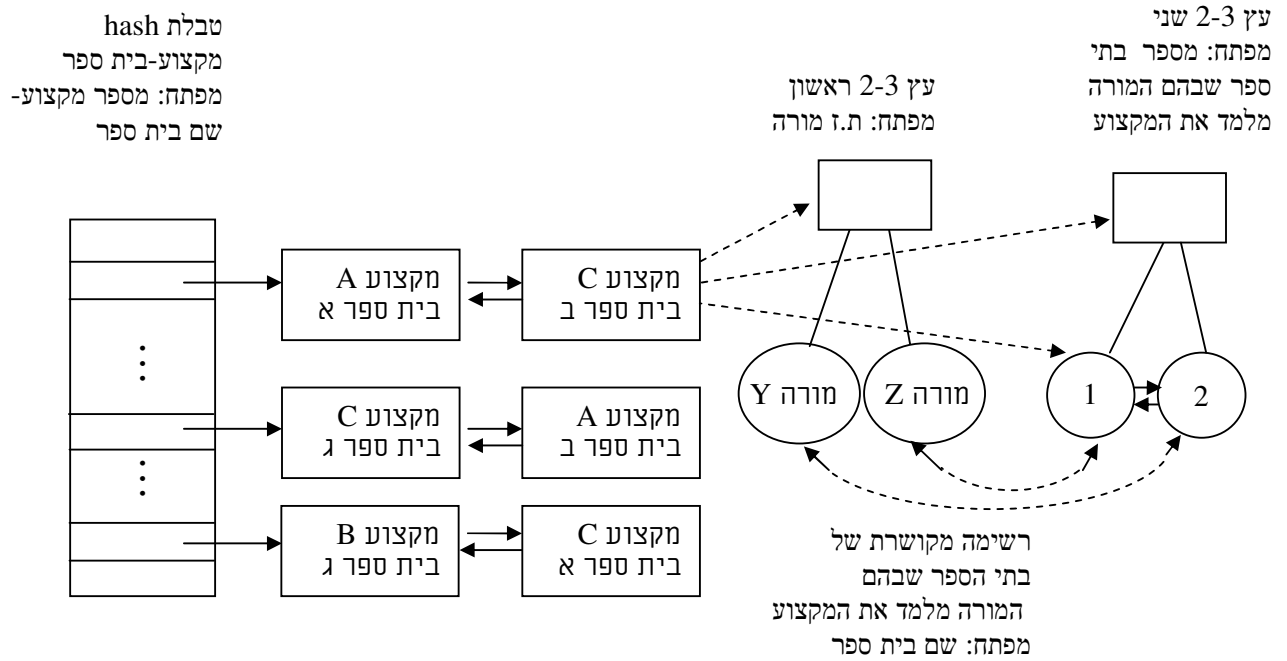 טבלת hash
מקצוע-בית ספר
מפתח: מספר מקצוע-
שם בית ספר
עץ 2-3 ראשון
מפתח: ת.ז מורה
עץ 2-3 שני
מפתח: מספר בתי
ספר שבהם המורה
מלמד את המקצוע
מקצוע A
בית ספר א
מקצוע C
בית ספר ב
מקצוע C
בית ספר ג
מקצוע A
בית ספר ב
מקצוע B
בית ספר ג
מקצוע C
בית ספר א
מורה Y
מורה Z
1
2
רשימה מקושרת של
בתי הספר שבהם
המורה מלמד את המקצוע
מפתח: שם בית ספר